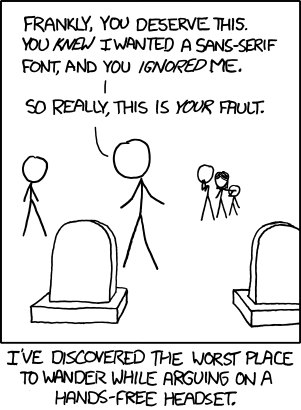 FRANKLY, YOU DESERVE THIS.
YOU KNEW I WANTED A SANS-SERIF
FONT, AND YOU IGNORED ME.
SO REALLY, THIS IS YOUR FAULT.
I'VE DISCOVERED THE WORST PLACE
TO WANDER WHILE ARGUING ON A
HANDS-FREE HEADSET.